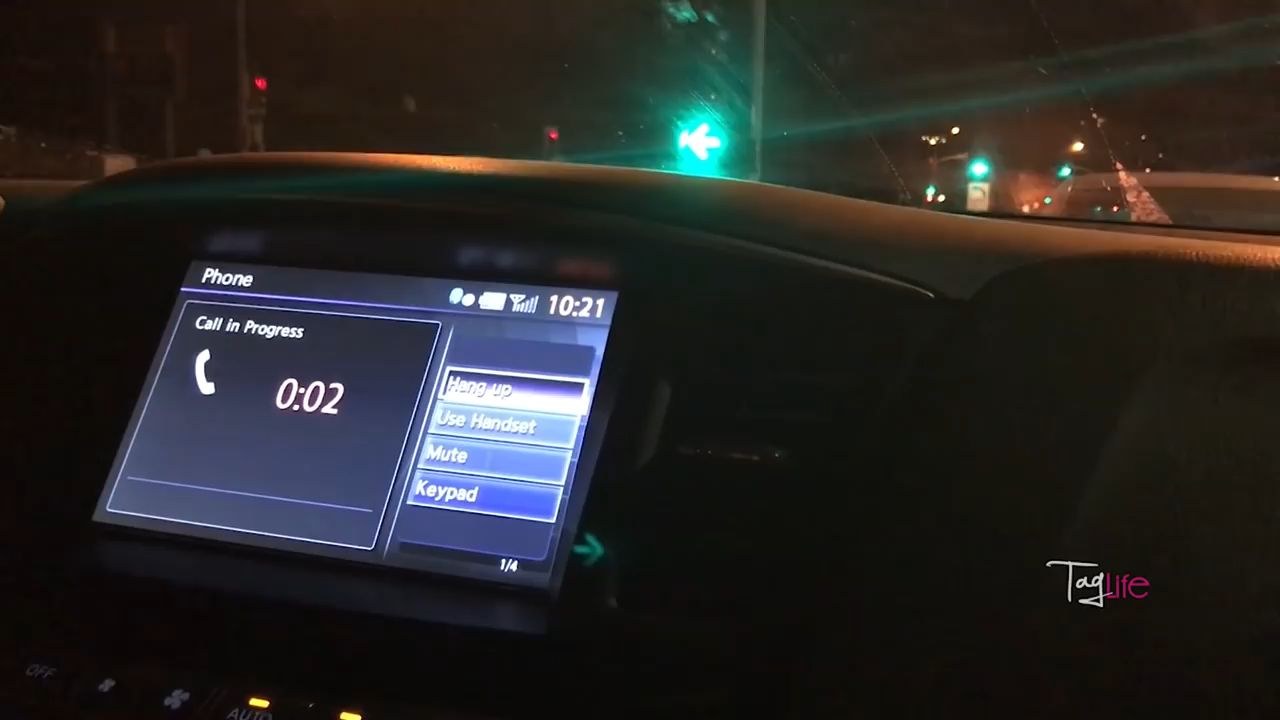 Phone
10:21
Call in Progress
0:02
Hang up
Use Handset
Mute
Keypad
1/4
TagLife
OFF
AUTO